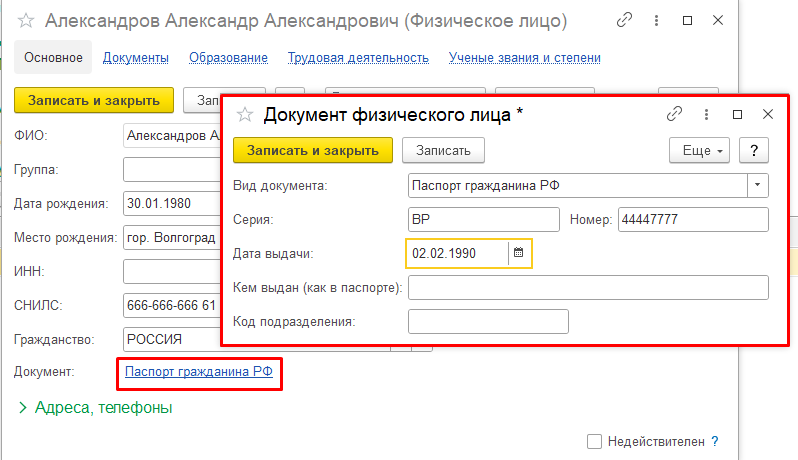 Александров Александр Александрович (Физическое лицо)
Основное Документы Образование Трудовая деятельность Ученые звания и степени
Записать и закрыть
ФИО: Александров
Группа:
Дата рождения: 30.01.1980
Место рождения: гор. Волгоград
ИНН:
СНИЛС: 666-666-666 61
Гражданство: РОССИЯ
Документ: Паспорт гражданина РФ
Адреса, телефоны
Недействителен ?
Документ физического лица *
Записать и закрыть Записать Еще ?
Вид документа: Паспорт гражданина РФ
Серия: ВР Номер: 44447777
Дата выдачи: 02.02.1990
Кем выдан (как в паспорте):
Код подразделения: